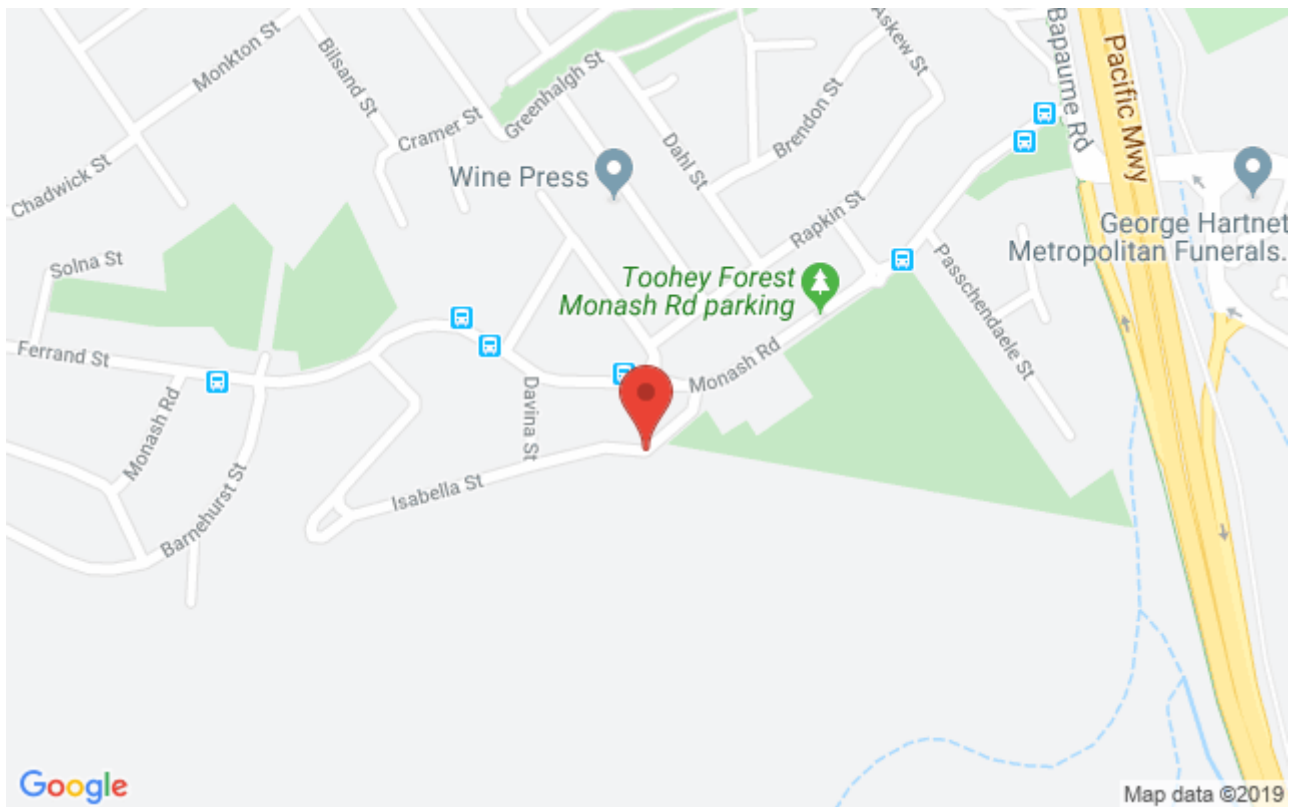 Monkton St
Bilsand St
Greenhalgh St
Askew St
Bapaume Rd
Pacific Mwy
Cramer St
Brendon St
Dahl St
Chadwick St
Wine Press
Rapkin St
George Hartnet
Metropolitan Funerals.
Solna St
Toohey Forest
Monash Rd parking
Passchendaele St
Ferrand St
Monash Rd
Monash Rd
Davina St
Isabella St
Barnehurst St
Google
Map data ©2019